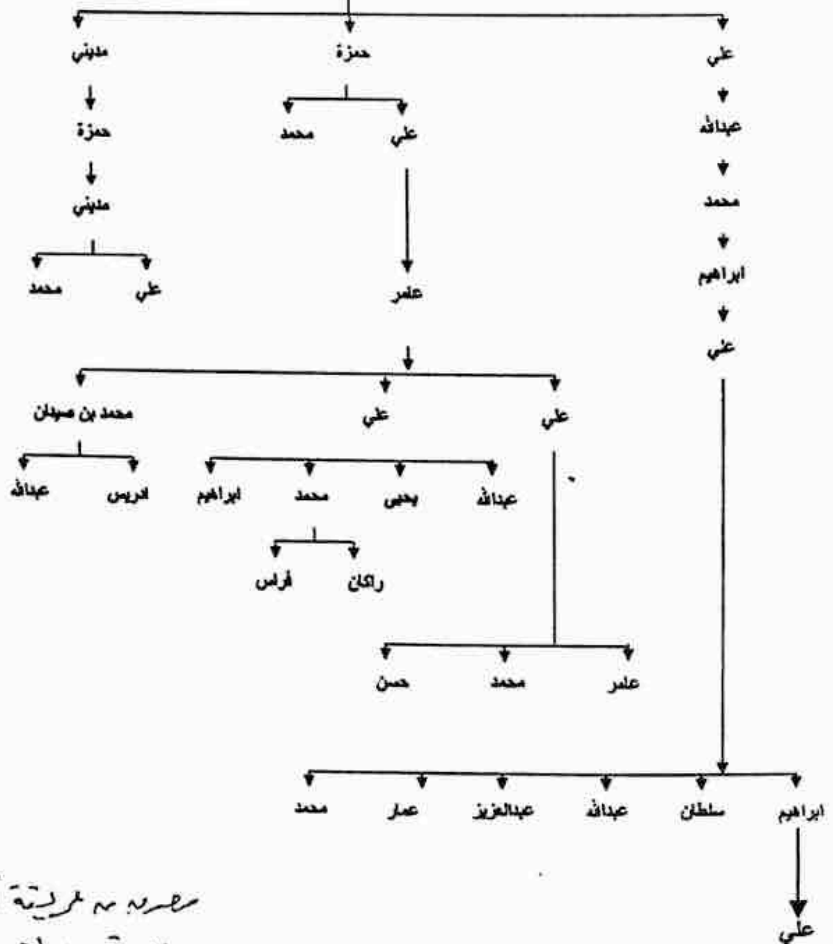 علي حمزة مديني
عبدالله علي محمد حمزة
محمد مديني
ابراهيم عامر علي محمد
علي
علي علي محمد بن صيدان
عبدالله يحيى محمد ابراهيم ادريس عبدالله
راكان فراس
عامر محمد حسن
ابراهيم سلطان عبدالله عبدالعزيز عمار محمد
علي